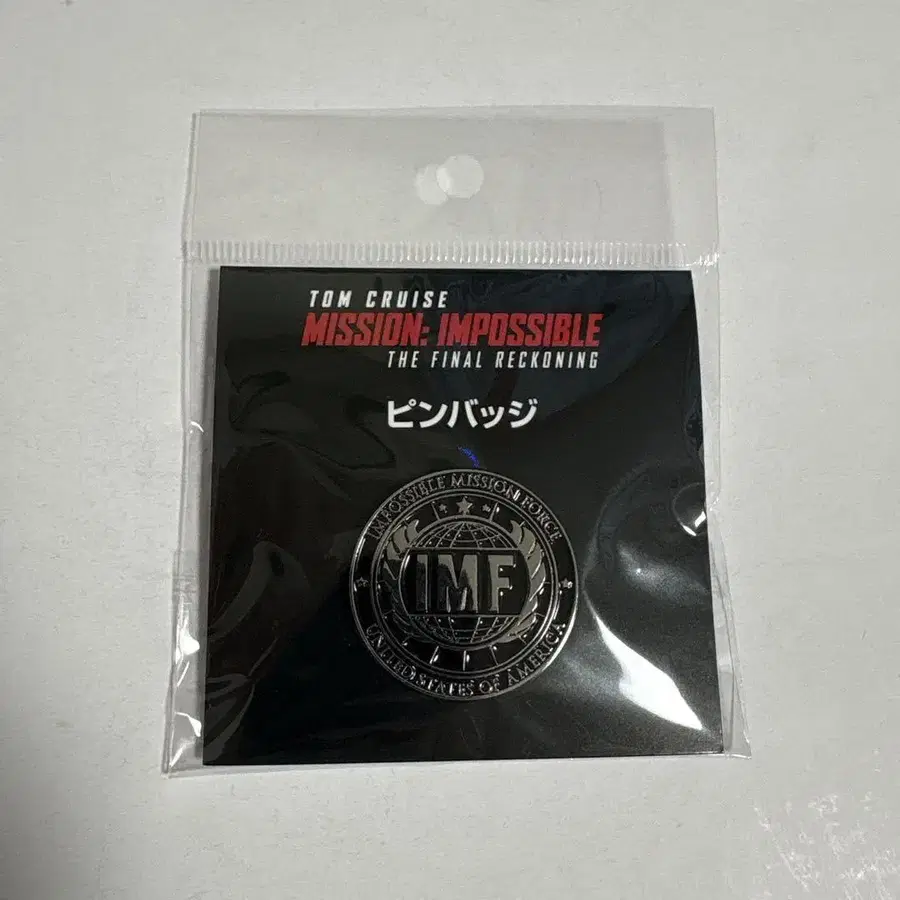 TOM CRUISE
MISSION: IMPOSSIBLE
THE FINAL RECKONING
ピンバッジ
IMPOSSIBLE MISSION FORCE
IMF
UNITED STATES OF AMERICA